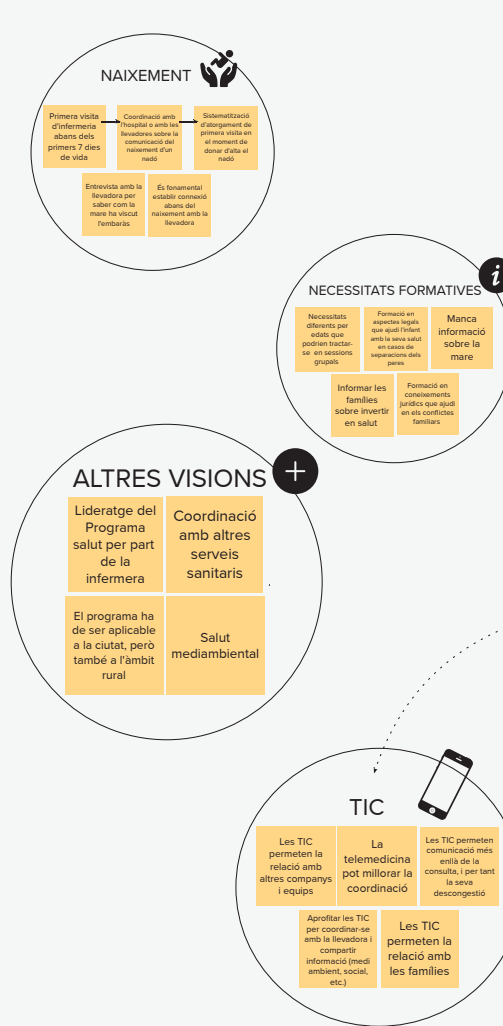 NAIXEMENT
Primera visita
d'infermeria
abans dels
primers 7 dies
de vida
Coordinació amb
l'hospital o amb les
llevadores sobre la
comunicació del
naixement d'un
nadó
Sistematització
d'atorgament de
primera visita en
el moment de
donar d'alta el
nadó
Entrevista amb la
llevadora per
saber com la
mare ha viscut
l'embaràs
És fonamental
establir connexió
abans del
naixement amb la
llevadora
NECESSITATS FORMATIVES
i
Necessitats
diferents per
edats que
podrien tractar-
se en sessions
grupals
Formació en
aspectes legals
que ajudi l'infant
amb la seva salut
en casos de
separacions dels
peres
Manca
informació
sobre la
mare
Informar les
famílies
sobre invertir
en salut
Formació en
coneixements
jurídics que ajudi
en els conflictes
familiars
ALTRES VISIONS
Lideratge del
Programa
salut per part
de la
infermera
Coordinació
amb altres
serveis
sanitaris
El programa ha
de ser aplicable
a la ciutat, però
també a l'àmbit
rural
Salut
mediambiental
TIC
Les TIC
permeten la
relació amb
altres companys
i equips
La
telemedicina
pot millorar la
coordinació
Les TIC permeten
comunicació més
enllà de la
consulta, i per tant
la seva
descongestió
Aprofitar les TIC
per coordinar-se
amb la llevadora i
compartir
informació (medi
ambient, social,
etc.)
Les TIC
permeten la
relació amb
les famílies